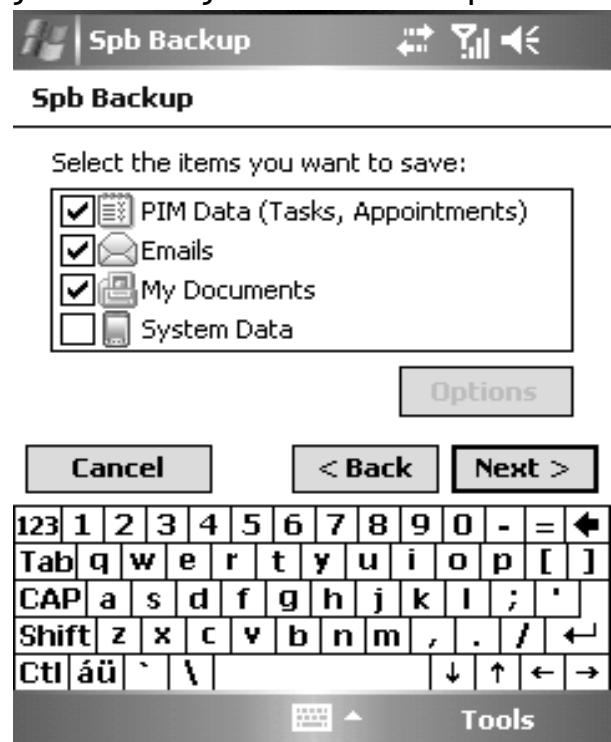 Spb Backup
Spb Backup
Select the items you want to save:
PIM Data (Tasks, Appointments)
Emails
My Documents
System Data
Options
Cancel < Back Next >
123 1 2 3 4 5 6 7 8 9 0 - = 🡄
Tab q w e r t y u i o p [ ]
CAP a s d f g h j k l ; '
Shift z x c v b n m , . / ↵
Ctl áü ` \ ↓ ↑ ← →
Tools